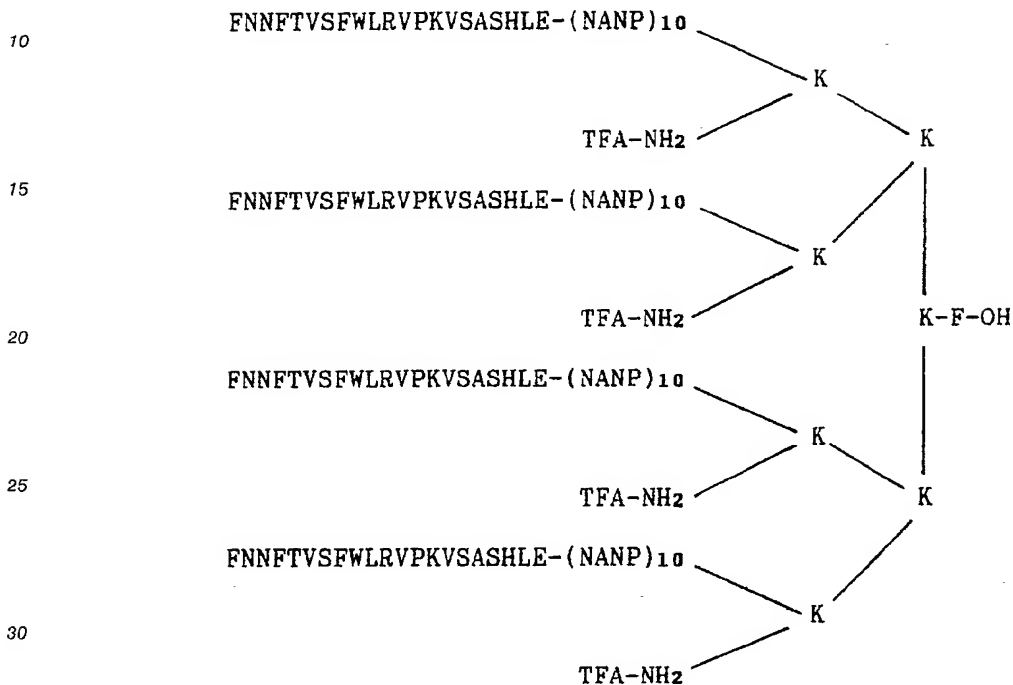 10 FNNFTVSFWLRVPKVSASHLE-(NANP)10
K
TFA-NH2 K
15 FNNFTVSFWLRVPKVSASHLE-(NANP)10
K
TFA-NH2 K-F-OH
20
FNNFTVSFWLRVPKVSASHLE-(NANP)10
K
25 TFA-NH2 K
FNNFTVSFWLRVPKVSASHLE-(NANP)10
K
30
TFA-NH2